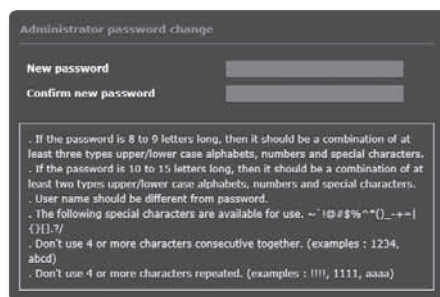 Administrator password change
New password
Confirm new password
. If the password is 8 to 9 letters long, then it should be a combination of at
least three types upper/lower case alphabets, numbers and special characters.
. If the password is 10 to 15 letters long, then it should be a combination of at
least two types upper/lower case alphabets, numbers and special characters.
. User name should be different from password.
. The following special characters are available for use. ~`!@#$%^*()_-+=|
{}[].?/
. Don't use 4 or more characters consecutive together. (examples : 1234,
abcd)
. Don't use 4 or more characters repeated. (examples : !!!!, 1111, aaaa)